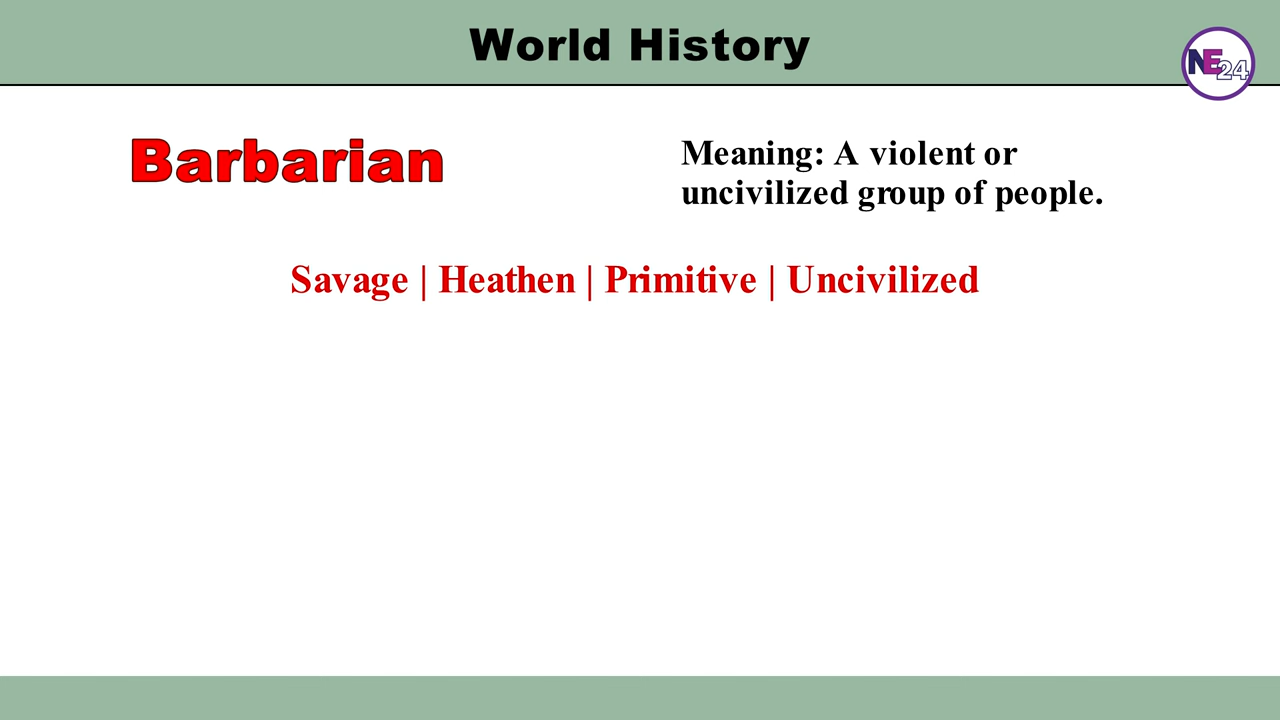 World History
NE24
Barbarian
Meaning: A violent or
uncivilized group of people.
Savage | Heathen | Primitive | Uncivilized